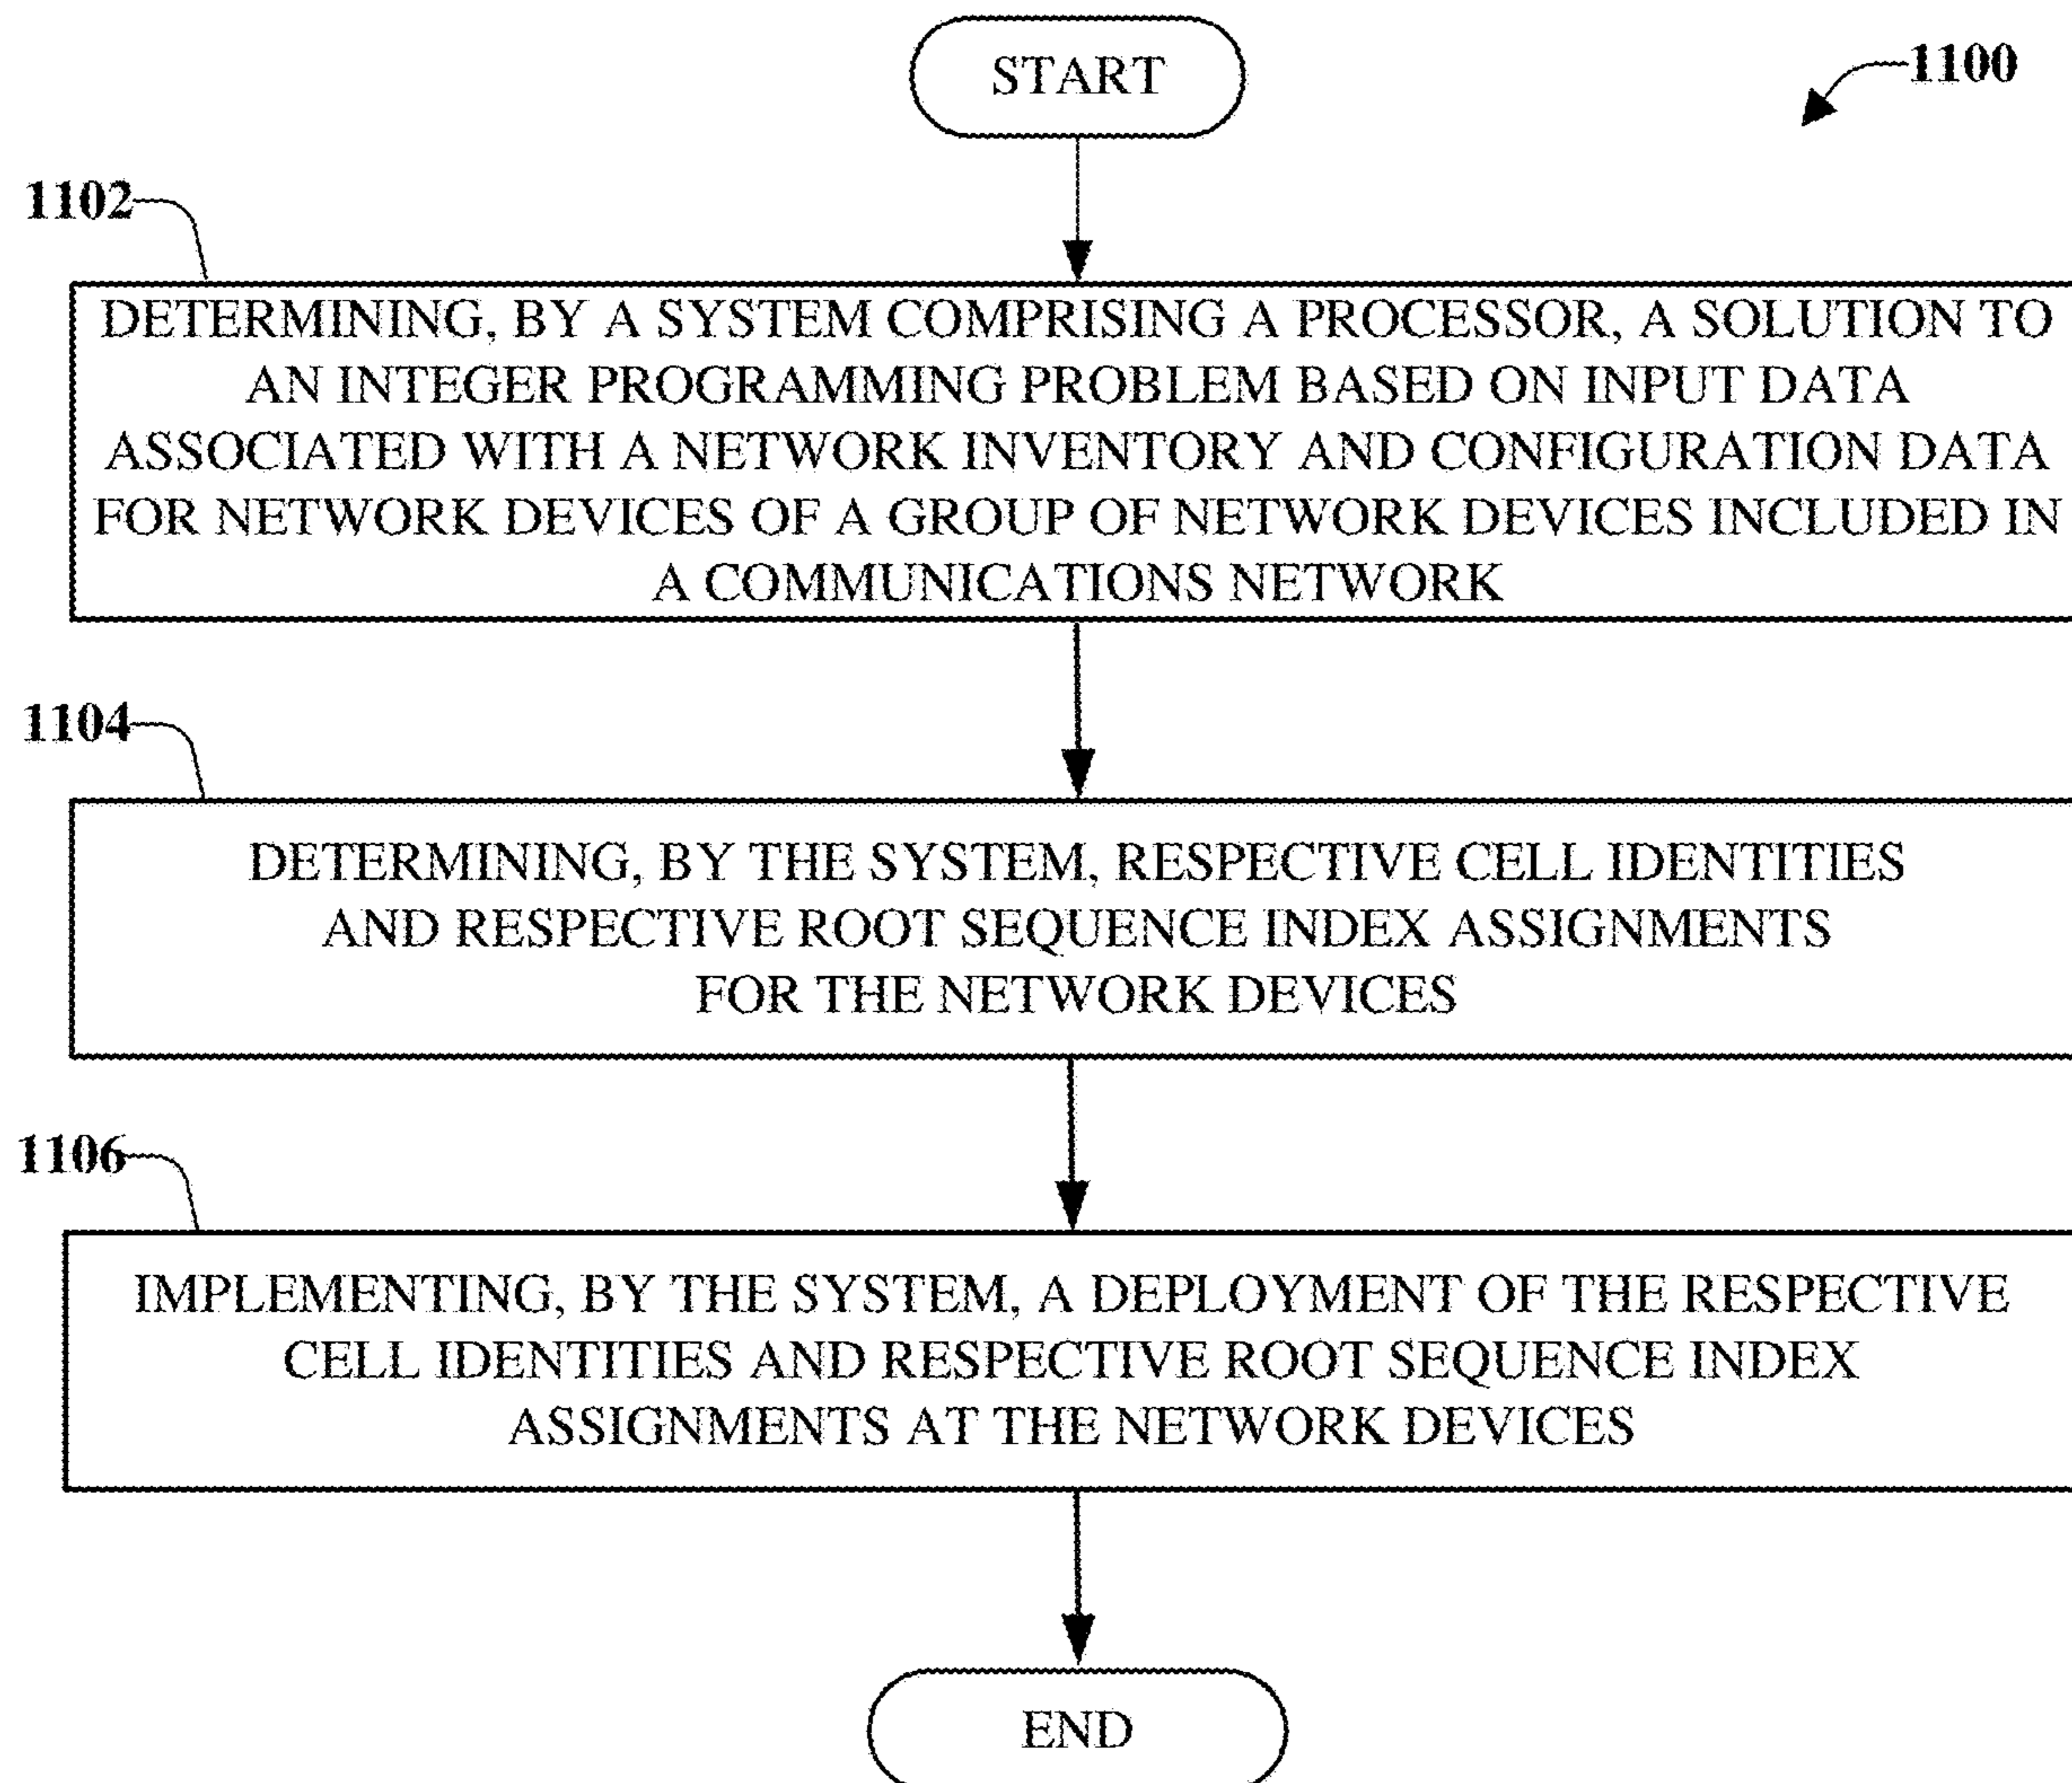 START
1100
1102
DETERMINING, BY A SYSTEM COMPRISING A PROCESSOR, A SOLUTION TO
AN INTEGER PROGRAMMING PROBLEM BASED ON INPUT DATA
ASSOCIATED WITH A NETWORK INVENTORY AND CONFIGURATION DATA
FOR NETWORK DEVICES OF A GROUP OF NETWORK DEVICES INCLUDED IN
A COMMUNICATIONS NETWORK
1104
DETERMINING, BY THE SYSTEM, RESPECTIVE CELL IDENTITIES
AND RESPECTIVE ROOT SEQUENCE INDEX ASSIGNMENTS
FOR THE NETWORK DEVICES
1106
IMPLEMENTING, BY THE SYSTEM, A DEPLOYMENT OF THE RESPECTIVE
CELL IDENTITIES AND RESPECTIVE ROOT SEQUENCE INDEX
ASSIGNMENTS AT THE NETWORK DEVICES
END